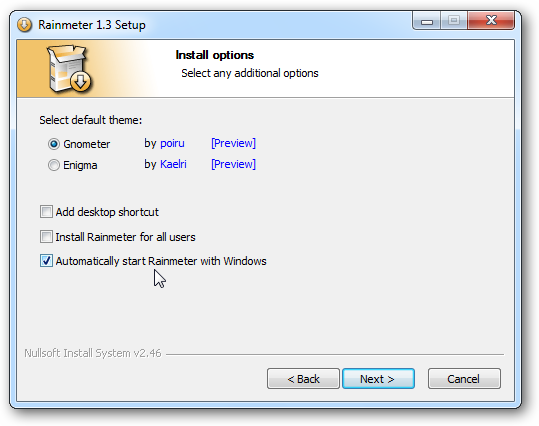 Rainmeter 1.3 Setup
Install options
Select any additional options
Select default theme:
Gnometer by poiru [Preview]
Enigma by Kaelri [Preview]
Add desktop shortcut
Install Rainmeter for all users
Automatically start Rainmeter with Windows
Nullsoft Install System v2.46
< Back Next > Cancel